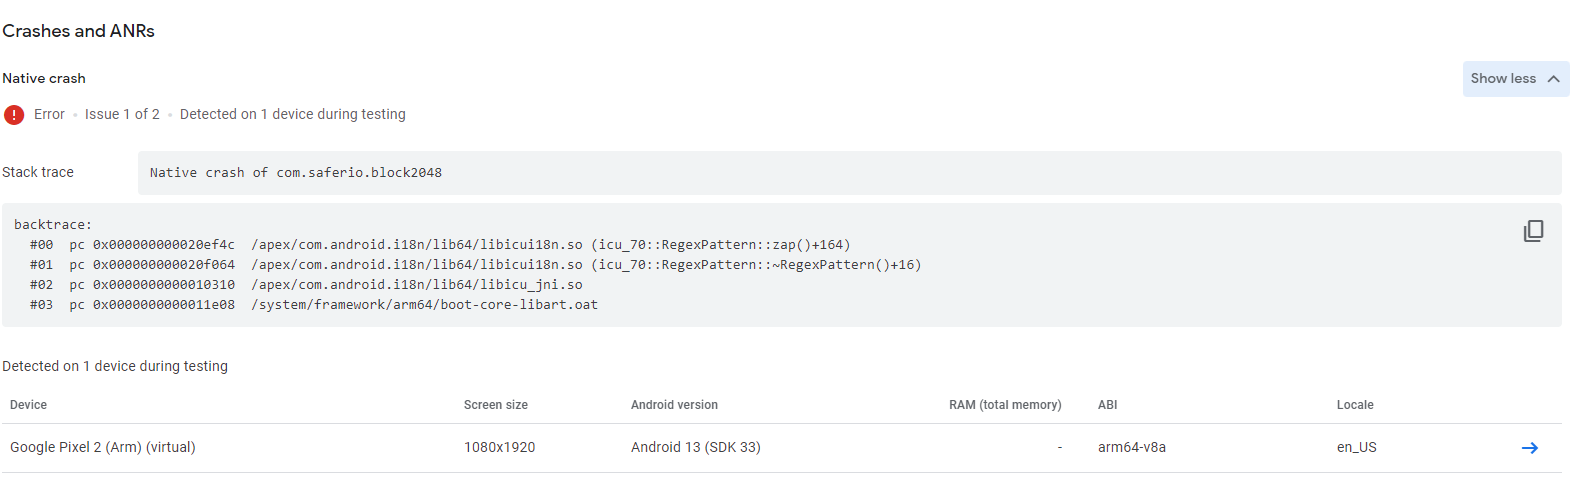 Crashes and ANRs
Native crash
Show less
! Error • Issue 1 of 2 • Detected on 1 device during testing
Stack trace
Native crash of com.saferio.block2048
backtrace:
#00 pc 0x000000000020ef4c /apex/com.android.i18n/lib64/libicui18n.so (icu_70::RegexPattern::zap()+164)
#01 pc 0x000000000020f064 /apex/com.android.i18n/lib64/libicui18n.so (icu_70::RegexPattern::~RegexPattern()+16)
#02 pc 0x0000000000010310 /apex/com.android.i18n/lib64/libicu_jni.so
#03 pc 0x0000000000011e08 /system/framework/arm64/boot-core-libart.oat
Detected on 1 device during testing
Device Screen size Android version RAM (total memory) ABI Locale
Google Pixel 2 (Arm) (virtual) 1080x1920 Android 13 (SDK 33) - arm64-v8a en_US